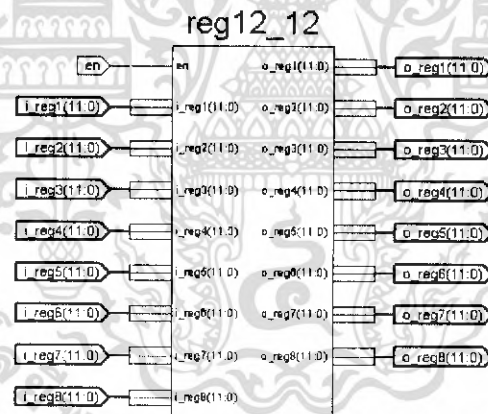 reg12_12
en en o_reg1(11:0) o_reg1(11:0)
i_reg1(11:0) i_reg1(11:0) o_reg2(11:0) o_reg2(11:0)
i_reg2(11:0) i_reg2(11:0) o_reg3(11:0) o_reg3(11:0)
i_reg3(11:0) i_reg3(11:0) o_reg4(11:0) o_reg4(11:0)
i_reg4(11:0) i_reg4(11:0) o_reg5(11:0) o_reg5(11:0)
i_reg5(11:0) i_reg5(11:0) o_reg6(11:0) o_reg6(11:0)
i_reg6(11:0) i_reg6(11:0) o_reg7(11:0) o_reg7(11:0)
i_reg7(11:0) i_reg7(11:0) o_reg8(11:0) o_reg8(11:0)
i_reg8(11:0) i_reg8(11:0)